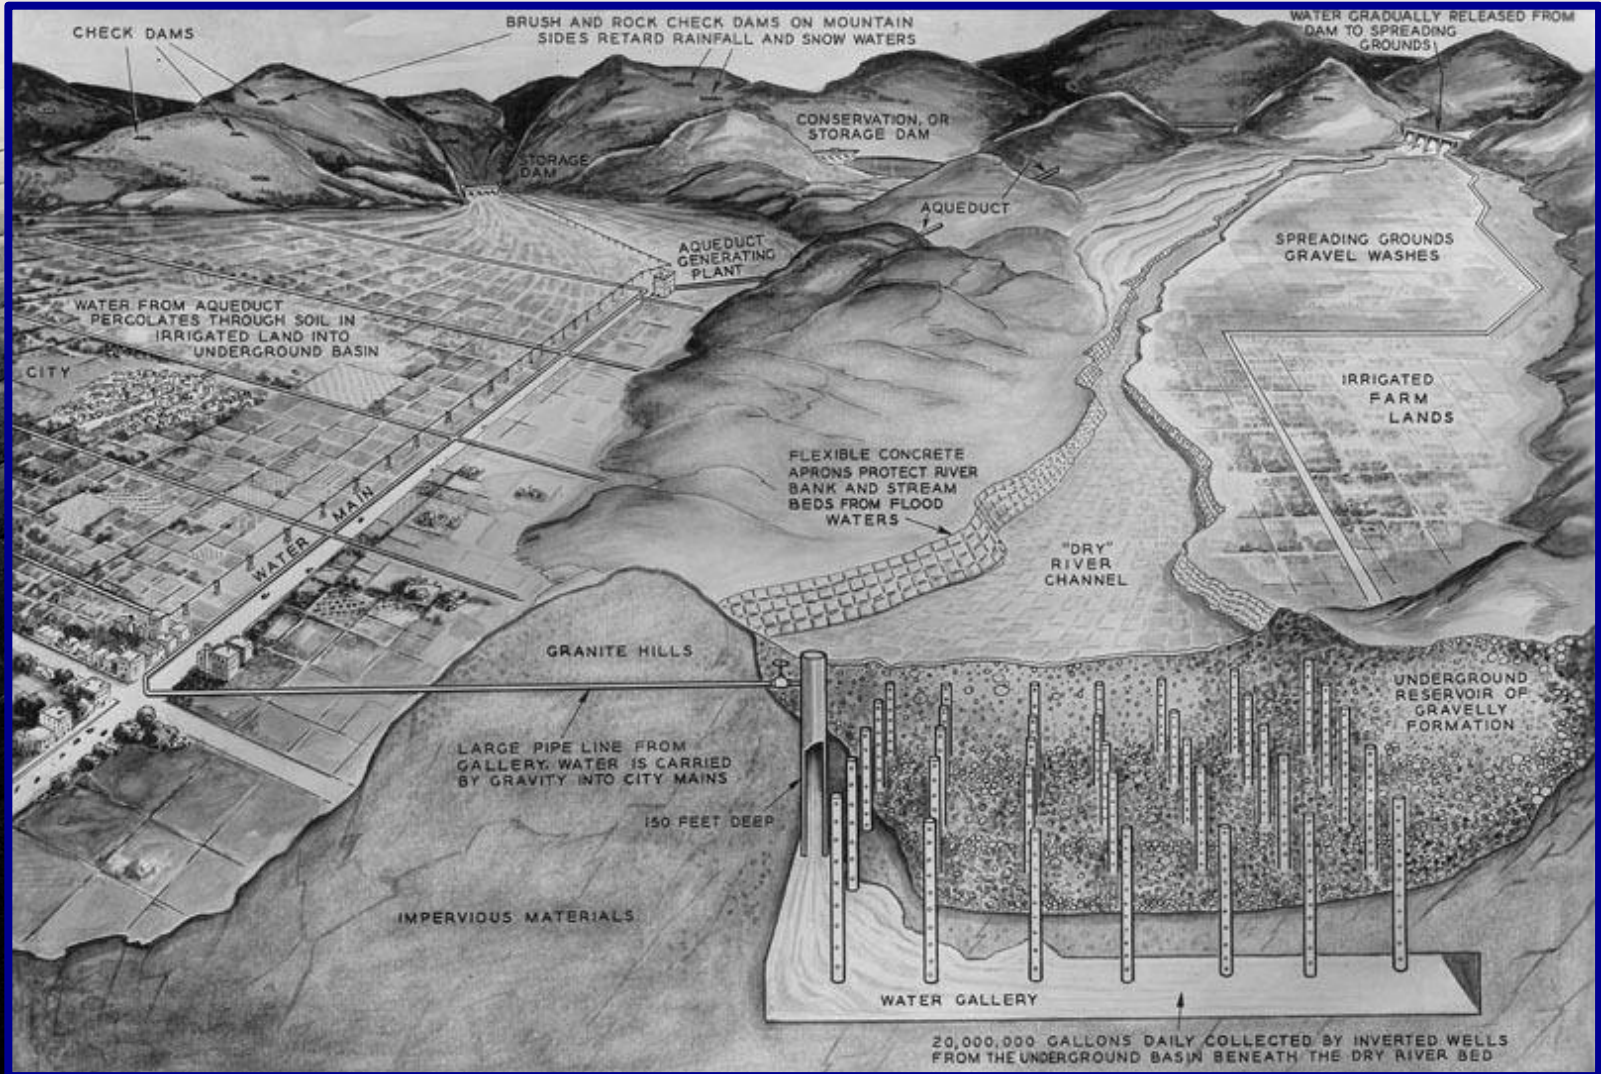 CHECK DAMS
BRUSH AND ROCK CHECK DAMS ON MOUNTAIN
SIDES RETARD RAINFALL AND SNOW WATERS
WATER GRADUALLY RELEASED FROM
DAM TO SPREADING
GROUNDS
CONSERVATION, OR
STORAGE DAM
STORAGE
DAM
AQUEDUCT
AQUEDUCT
GENERATING
PLANT
SPREADING GROUNDS
GRAVEL WASHES
WATER FROM AQUEDUCT
PERCOLATES THROUGH SOIL IN
IRRIGATED LAND INTO
UNDERGROUND BASIN
CITY
IRRIGATED
FARM
LANDS
FLEXIBLE CONCRETE
APRONS PROTECT RIVER
BANK AND STREAM
BEDS FROM FLOOD
WATERS
WATER MAIN
"DRY"
RIVER
CHANNEL
GRANITE HILLS
UNDERGROUND
RESERVOIR OF
GRAVELLY
FORMATION
LARGE PIPE LINE FROM
GALLERY. WATER IS CARRIED
BY GRAVITY INTO CITY MAINS
150 FEET DEEP
IMPERVIOUS MATERIALS
WATER GALLERY
20,000,000 GALLONS DAILY COLLECTED BY INVERTED WELLS
FROM THE UNDERGROUND BASIN BENEATH THE DRY RIVER BED